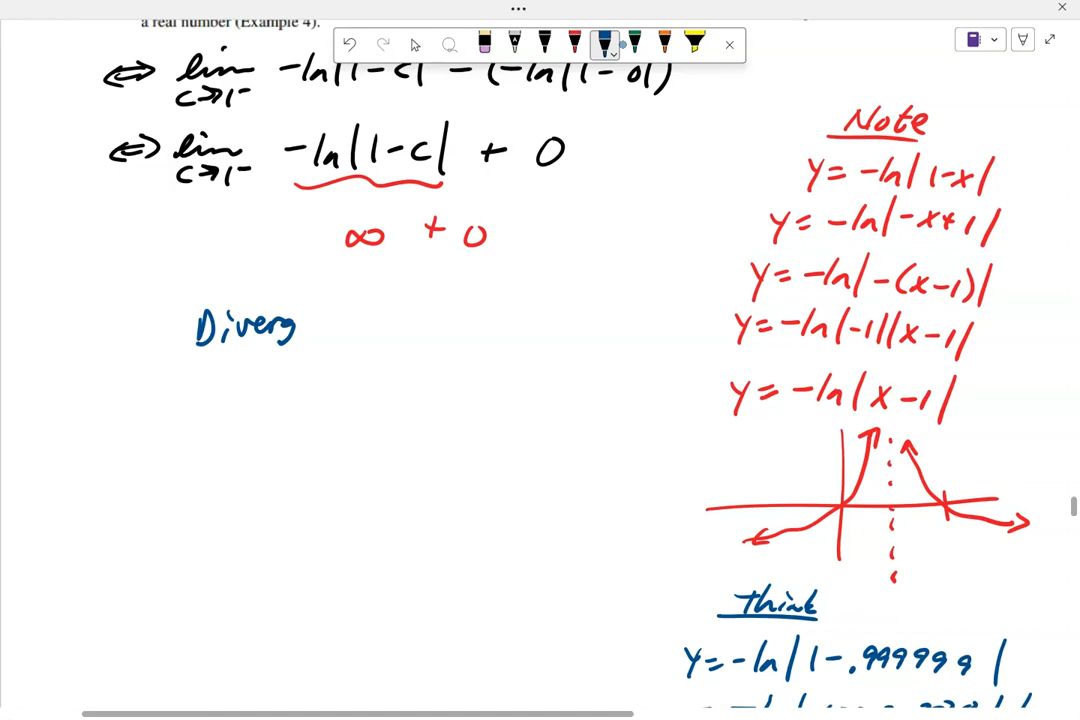 a real number (Example 4).
⇔ lim c→1⁻ -ln|1-c| - (-ln|1-0|)
⇔ lim c→1⁻ -ln|1-c| + 0
∞ + 0
Diverg
Note
y = -ln|1-x|
y = -ln|-x+1|
y = -ln|-(x-1)|
y = -ln|-1||x-1|
y = -ln|x-1|
Think
y = -ln|1-.999999|